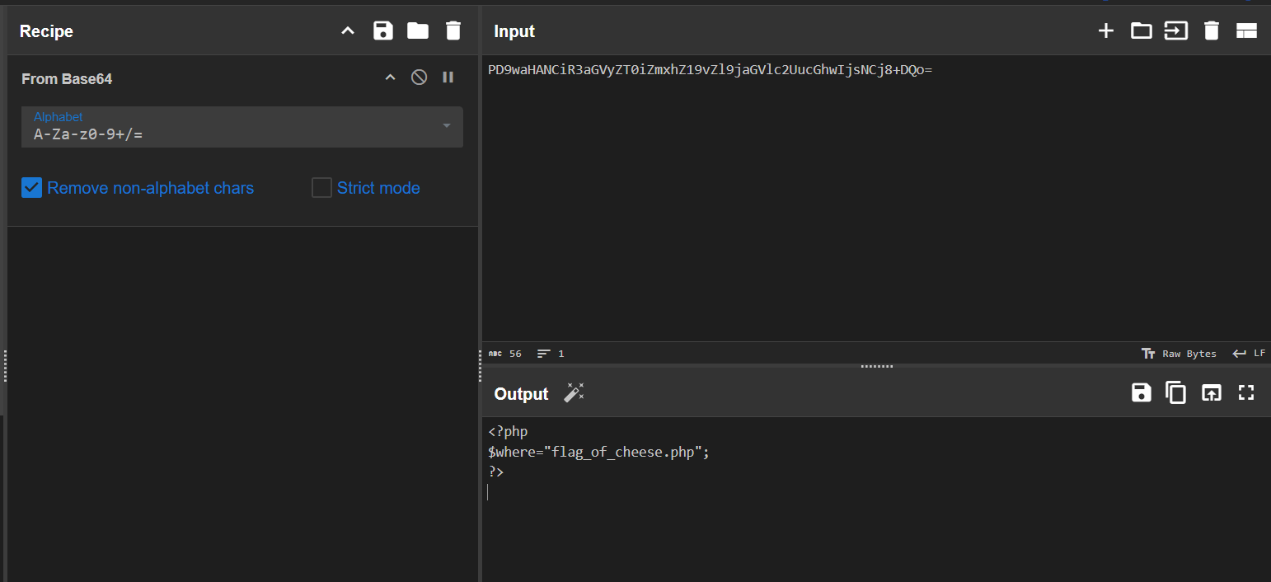 Recipe
From Base64
Alphabet
A-Za-z0-9+/=
Remove non-alphabet chars
Strict mode
Input
PD9waHANCiR3aGVyZT0iZmxhZ19vZl9jaGVlc2UucGhwIjsNCj8+DQo=
ABC 56 1
Raw Bytes LF
Output
<?php
$where="flag_of_cheese.php";
?>